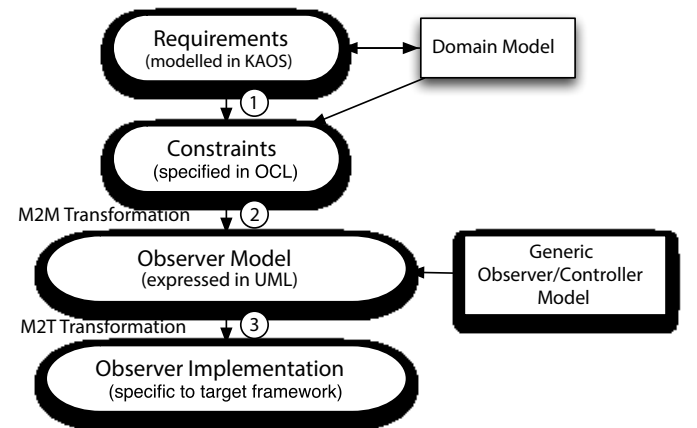 Requirements
(modelled in KAOS)
Domain Model
1
Constraints
(specified in OCL)
M2M Transformation
2
Observer Model
(expressed in UML)
Generic
Observer/Controller
Model
M2T Transformation
3
Observer Implementation
(specific to target framework)